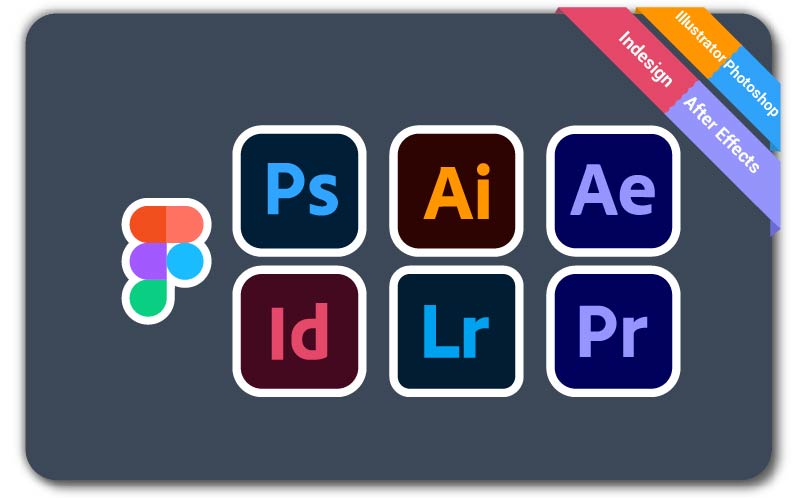 Illustrator
Photoshop
Indesign
After Effects
Ps
Ai
Ae
Id
Lr
Pr